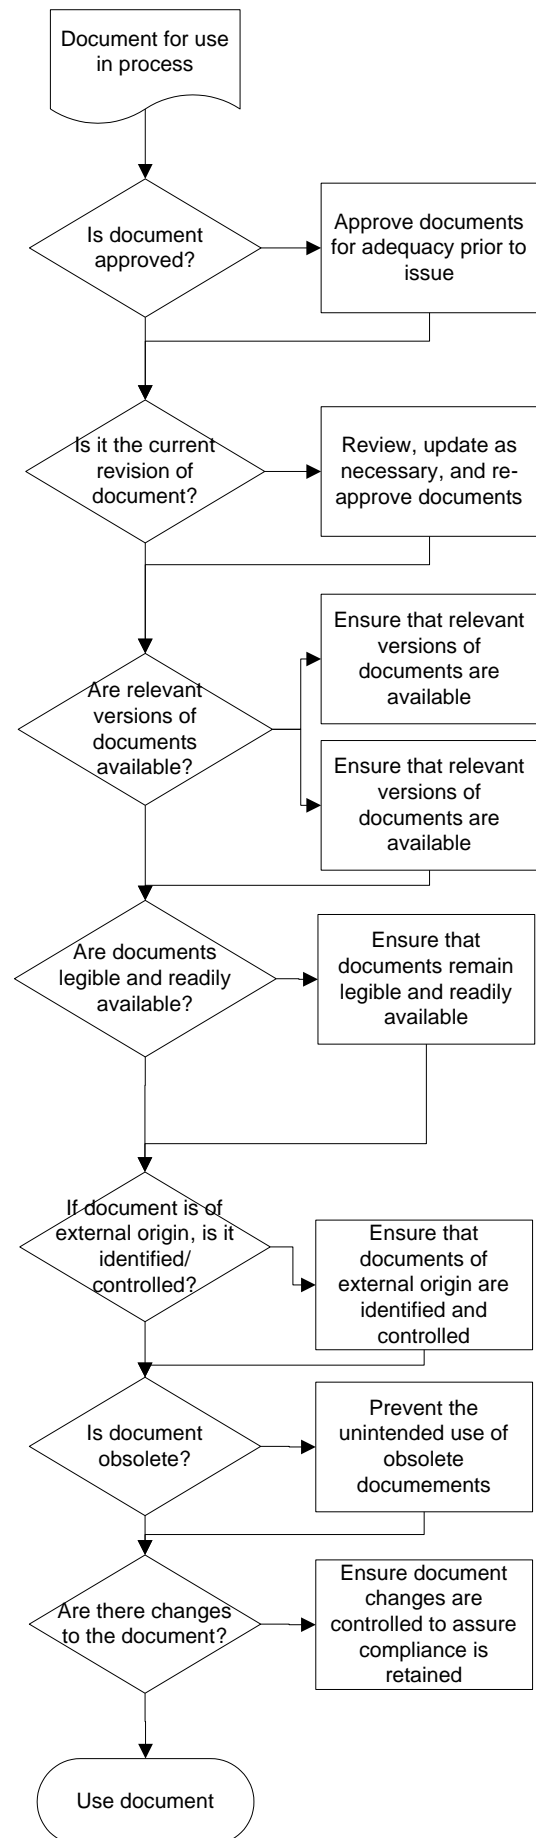 Document for use
in process
Is document
approved?
Approve documents
for adequacy prior to
issue
Is it the current
revision of
document?
Review, update as
necessary, and re-
approve documents
Ensure that relevant
versions of
documents are
available
Are relevant
versions of
documents
available?
Ensure that relevant
versions of
documents are
available
Are documents
legible and readily
available?
Ensure that
documents remain
legible and readily
available
If document is of
external origin, is it
identified/
controlled?
Ensure that
documents of
external origin are
identified and
controlled
Is document
obsolete?
Prevent the
unintended use of
obsolete
documements
Are there changes
to the document?
Ensure document
changes are
controlled to assure
compliance is
retained
Use document